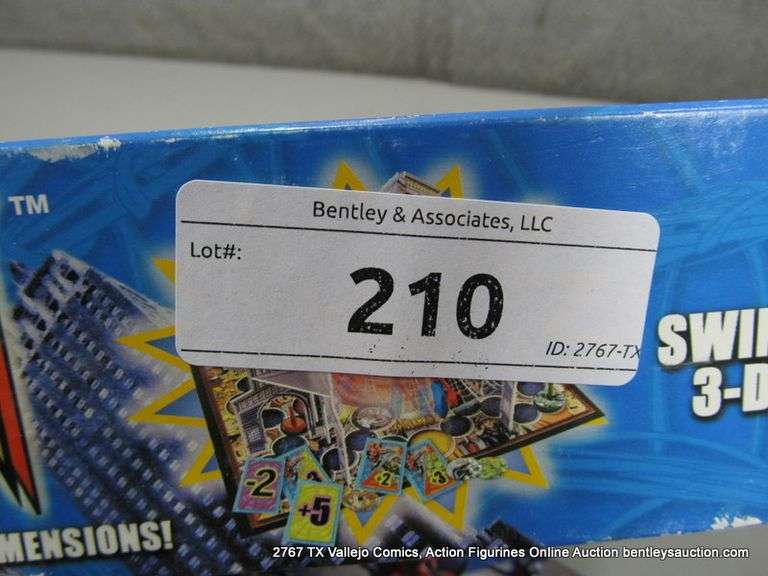 TM
Bentley & Associates, LLC
Lot#:
210
ID: 2767-TX
SWI
3-D
-2
+5
+2
+3
MENSIONS!
2767 TX Vallejo Comics, Action Figurines Online Auction bentleysauction.com